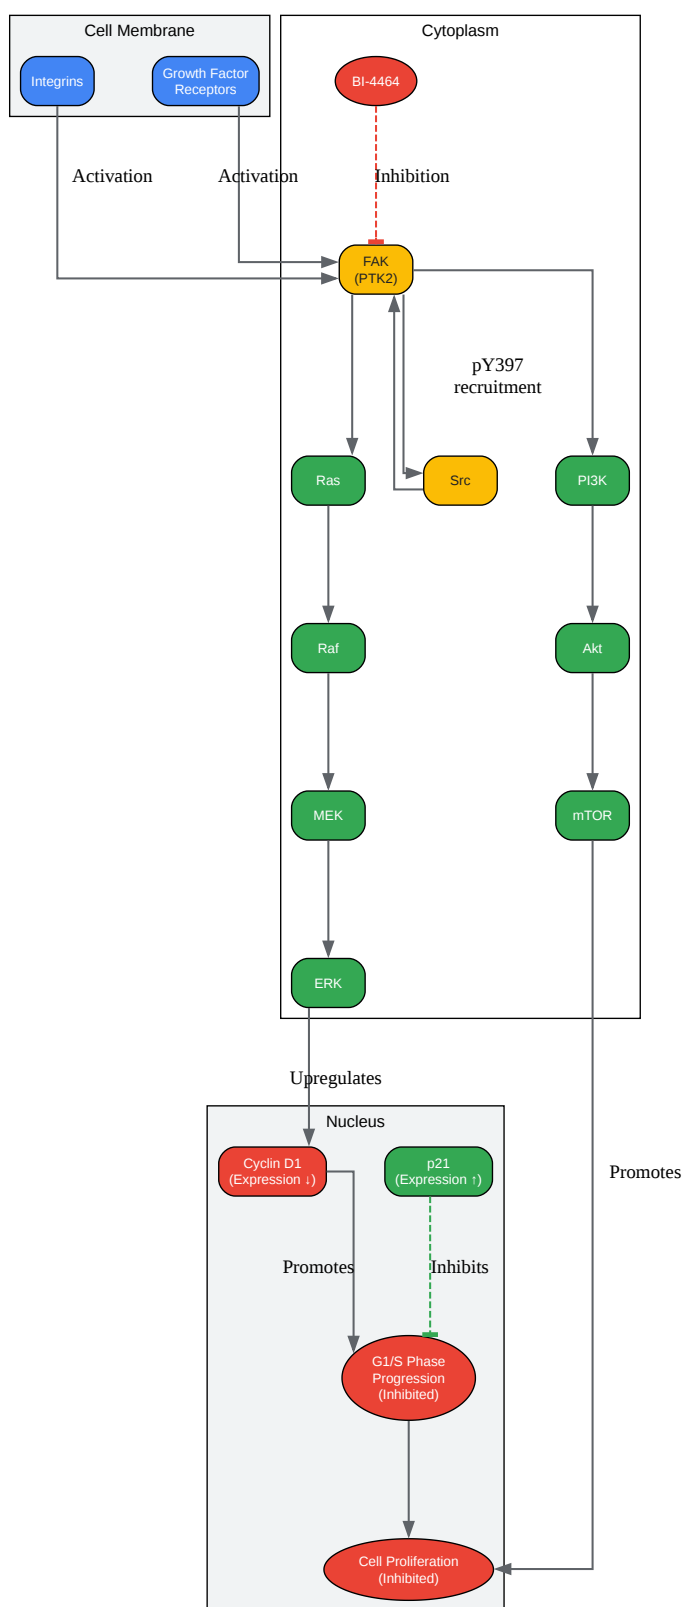 Cell Membrane
Cytoplasm
Integrins
Growth Factor
Receptors
BI-4464
Activation
Activation
Inhibition
FAK
(PTK2)
pY397
recruitment
Ras
Src
PI3K
Raf
Akt
MEK
mTOR
ERK
Upregulates
Nucleus
Cyclin D1
(Expression ↓)
p21
(Expression ↑)
Promotes
Promotes
Inhibits
G1/S Phase
Progression
(Inhibited)
Cell Proliferation
(Inhibited)